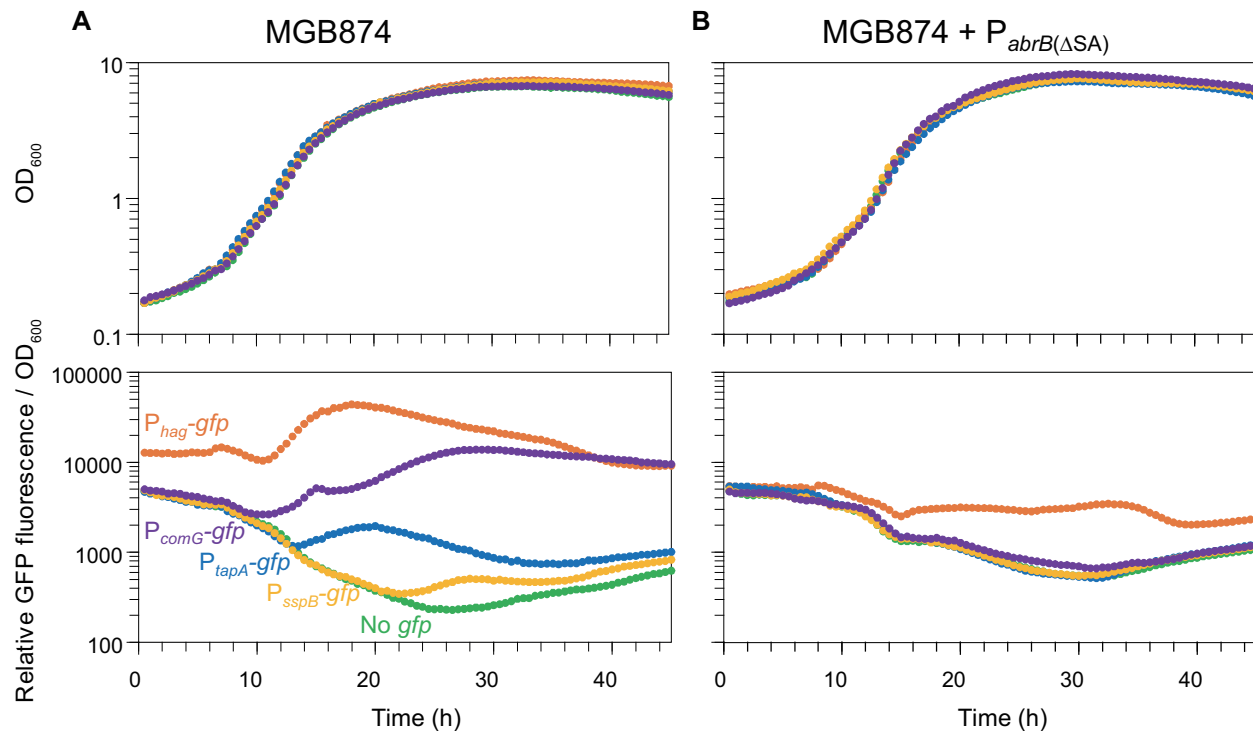 A
MGB874
B
MGB874 + PabrB(ΔSA)
OD600
10
1
0.1
Relative GFP fluorescence / OD600
100000
10000
1000
100
Phag-gfp
PcomG-gfp
PtapA-gfp
PsspB-gfp
No gfp
0 10 20 30 40
0 10 20 30 40
Time (h)
Time (h)